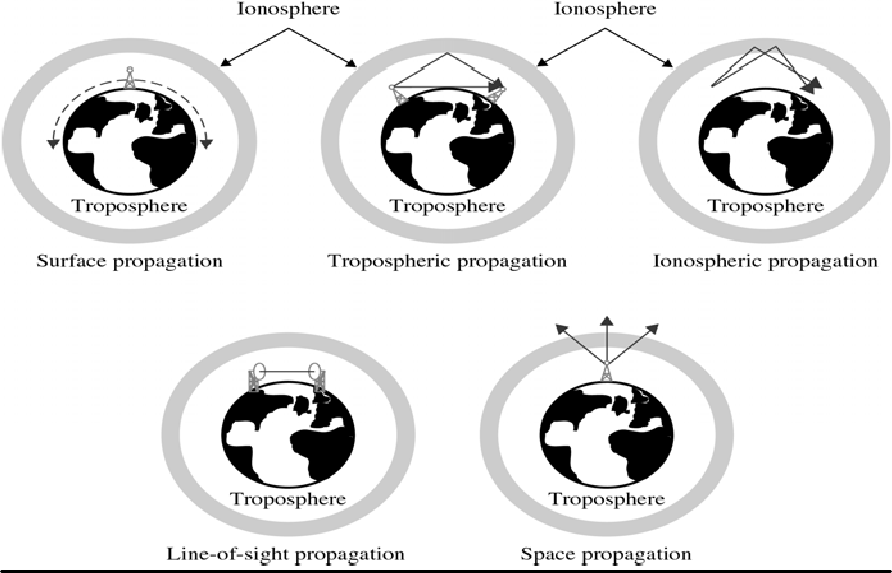 Ionosphere
Ionosphere
Troposphere
Troposphere
Troposphere
Surface propagation
Tropospheric propagation
Ionospheric propagation
Troposphere
Troposphere
Line-of-sight propagation
Space propagation